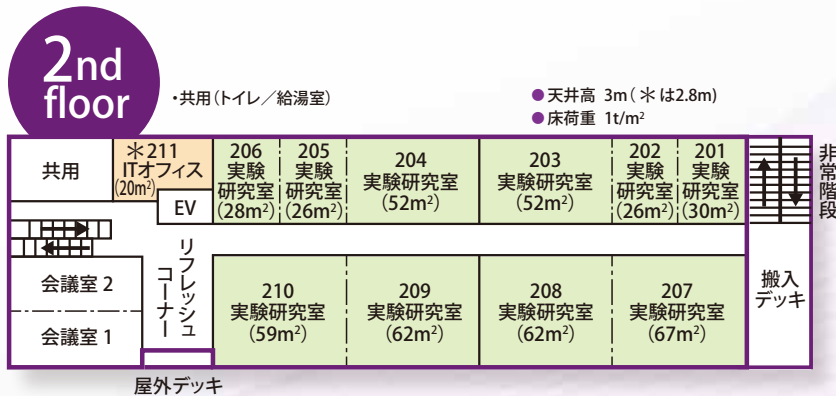 2nd
floor
・共用(トイレ／給湯室)
●天井高 3m(＊は2.8m)
●床荷重 1t/m²
共用
＊211
ITオフィス
(20m²)
EV
206
実験
研究室
(28m²)
205
実験
研究室
(26m²)
204
実験研究室
(52m²)
203
実験研究室
(52m²)
202
実験
研究室
(26m²)
201
実験
研究室
(30m²)
非常階段
会議室 2
会議室 1
リフレッシュ
コーナー
210
実験研究室
(59m²)
209
実験研究室
(62m²)
208
実験研究室
(62m²)
207
実験研究室
(67m²)
搬入
デッキ
屋外デッキ